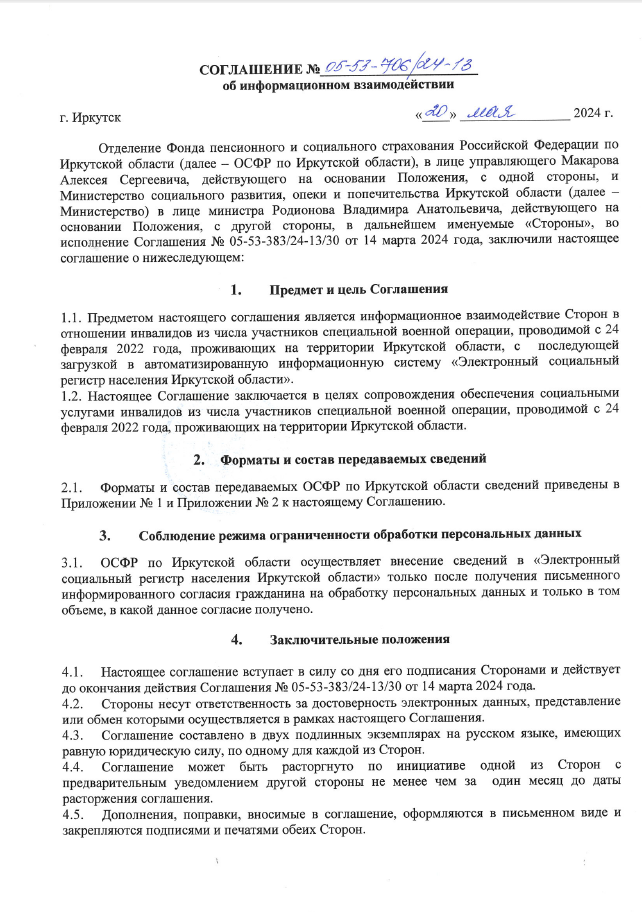 СОГЛАШЕНИЕ № 05-53-706/24-13
об информационном взаимодействии
г. Иркутск «20» мая 2024 г.
Отделение Фонда пенсионного и социального страхования Российской Федерации по
Иркутской области (далее – ОСФР по Иркутской области), в лице управляющего Макарова
Алексея Сергеевича, действующего на основании Положения, с одной стороны, и
Министерство социального развития, опеки и попечительства Иркутской области (далее –
Министерство) в лице министра Родионова Владимира Анатольевича, действующего на
основании Положения, с другой стороны, в дальнейшем именуемые «Стороны», во
исполнение Соглашения № 05-53-383/24-13/30 от 14 марта 2024 года, заключили настоящее
соглашение о нижеследующем:
1. Предмет и цель Соглашения
1.1. Предметом настоящего соглашения является информационное взаимодействие Сторон в
отношении инвалидов из числа участников специальной военной операции, проводимой с 24
февраля 2022 года, проживающих на территории Иркутской области, с последующей
загрузкой в автоматизированную информационную систему «Электронный социальный
регистр населения Иркутской области».
1.2. Настоящее Соглашение заключается в целях сопровождения обеспечения социальными
услугами инвалидов из числа участников специальной военной операции, проводимой с 24
февраля 2022 года, проживающих на территории Иркутской области.
2. Форматы и состав передаваемых сведений
2.1. Форматы и состав передаваемых ОСФР по Иркутской области сведений приведены в
Приложении № 1 и Приложении № 2 к настоящему Соглашению.
3. Соблюдение режима ограниченности обработки персональных данных
3.1. ОСФР по Иркутской области осуществляет внесение сведений в «Электронный
социальный регистр населения Иркутской области» только после получения письменного
информированного согласия гражданина на обработку персональных данных и только в том
объеме, в какой данное согласие получено.
4. Заключительные положения
4.1. Настоящее соглашение вступает в силу со дня его подписания Сторонами и действует
до окончания действия Соглашения № 05-53-383/24-13/30 от 14 марта 2024 года.
4.2. Стороны несут ответственность за достоверность электронных данных, представление
или обмен которыми осуществляется в рамках настоящего Соглашения.
4.3. Соглашение составлено в двух подлинных экземплярах на русском языке, имеющих
равную юридическую силу, по одному для каждой из Сторон.
4.4. Соглашение может быть расторгнуто по инициативе одной из Сторон с
предварительным уведомлением другой стороны не менее чем за один месяц до даты
расторжения соглашения.
4.5. Дополнения, поправки, вносимые в соглашение, оформляются в письменном виде и
закрепляются подписями и печатями обеих Сторон.